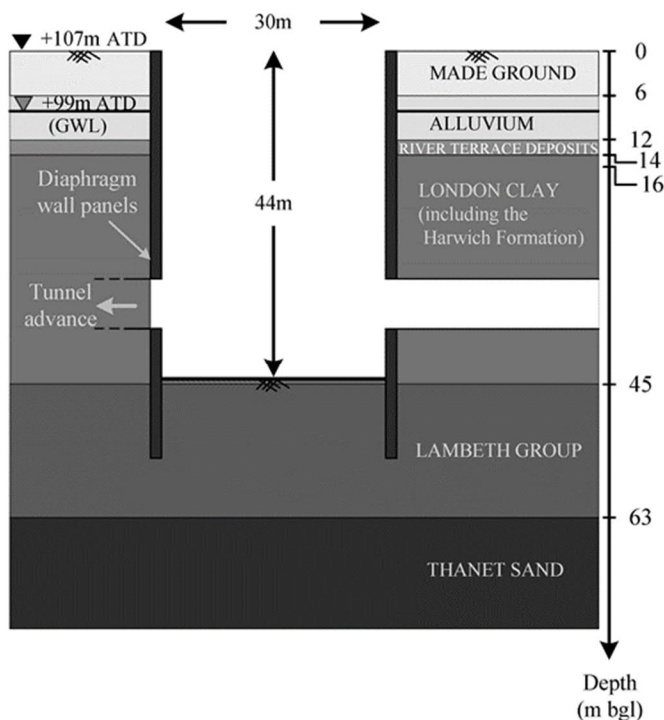 30m
+107m ATD
0
MADE GROUND
6
+99m ATD
(GWL)
ALLUVIUM
12
RIVER TERRACE DEPOSITS
14
16
Diaphragm
wall panels
44m
LONDON CLAY
(including the
Harwich Formation)
Tunnel
advance
45
LAMBETH GROUP
63
THANET SAND
Depth
(m bgl)